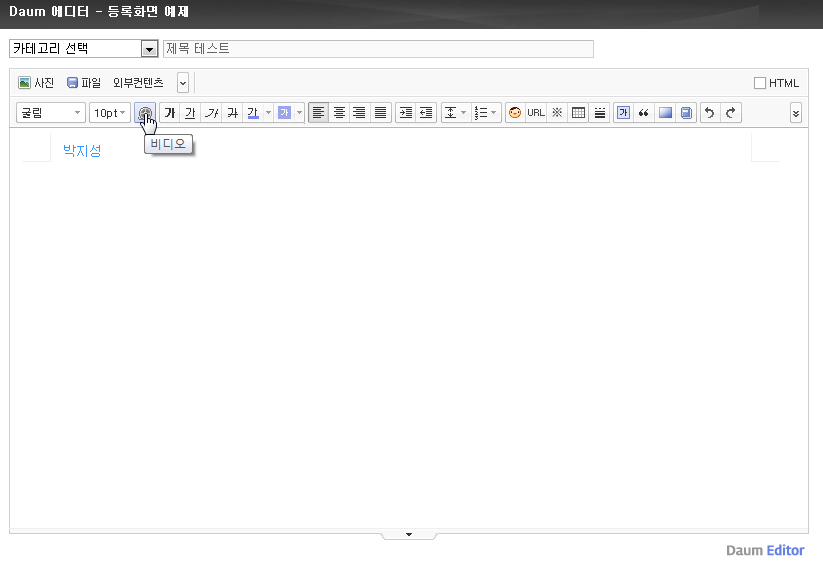 Daum 에디터 - 등록화면 예제
카테고리 선택 제목 테스트
사진 파일 외부컨텐츠 HTML
굴림 10pt 가 가 가 가 가 가 URL 가
비디오
박지성
Daum Editor